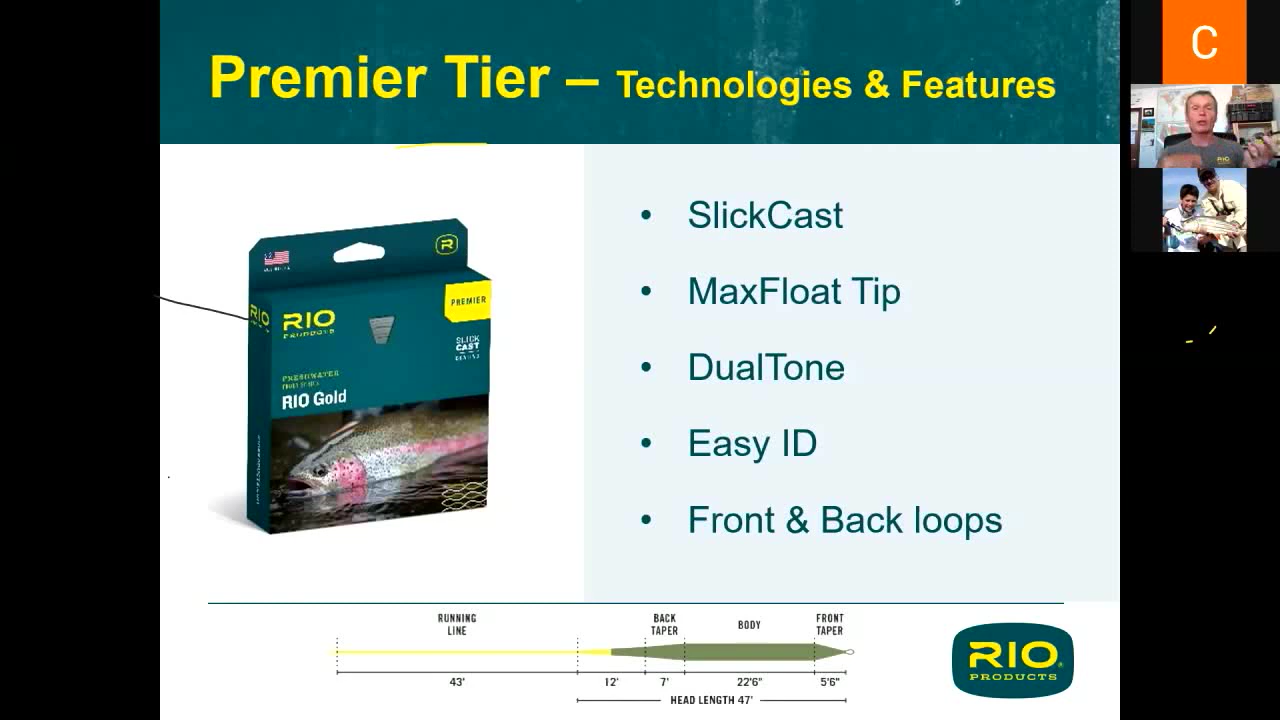 Premier Tier – Technologies & Features
C
RIO
PREMIER
RIO
RIO
PRODUCTS
SLICK
CAST
FRESHWATER
RIO Gold
• SlickCast
• MaxFloat Tip
• DualTone
• Easy ID
• Front & Back loops
RUNNING
LINE
BACK
TAPER
BODY
FRONT
TAPER
43'
12'
7'
22'6"
5'6"
HEAD LENGTH 47'
RIO
PRODUCTS